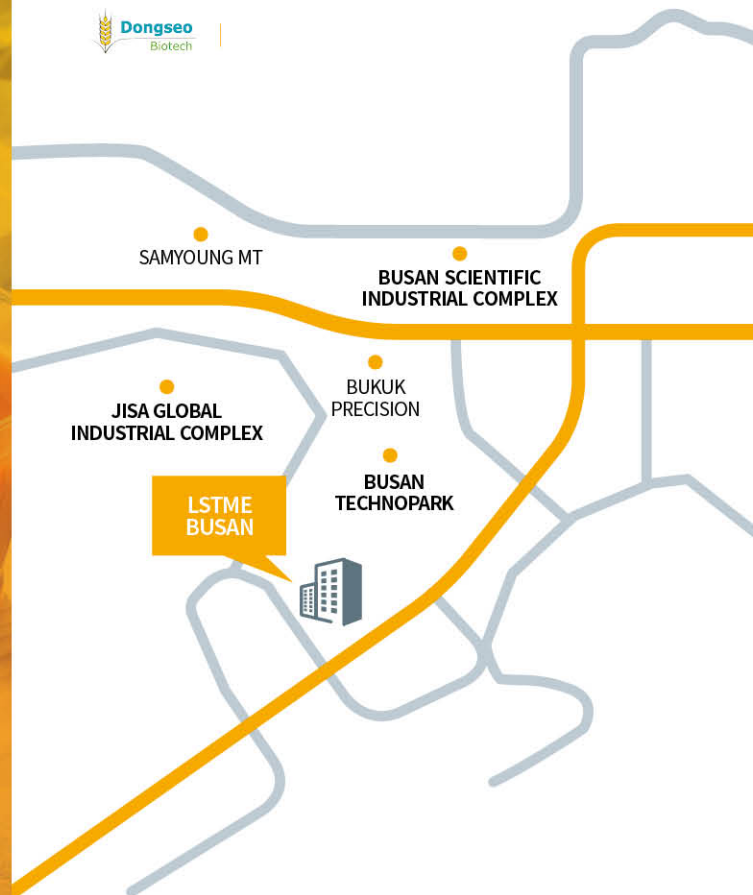 Dongseo
Biotech
SAMYOUNG MT
BUSAN SCIENTIFIC
INDUSTRIAL COMPLEX
BUKUK
PRECISION
JISA GLOBAL
INDUSTRIAL COMPLEX
BUSAN
TECHNOPARK
LSTME
BUSAN